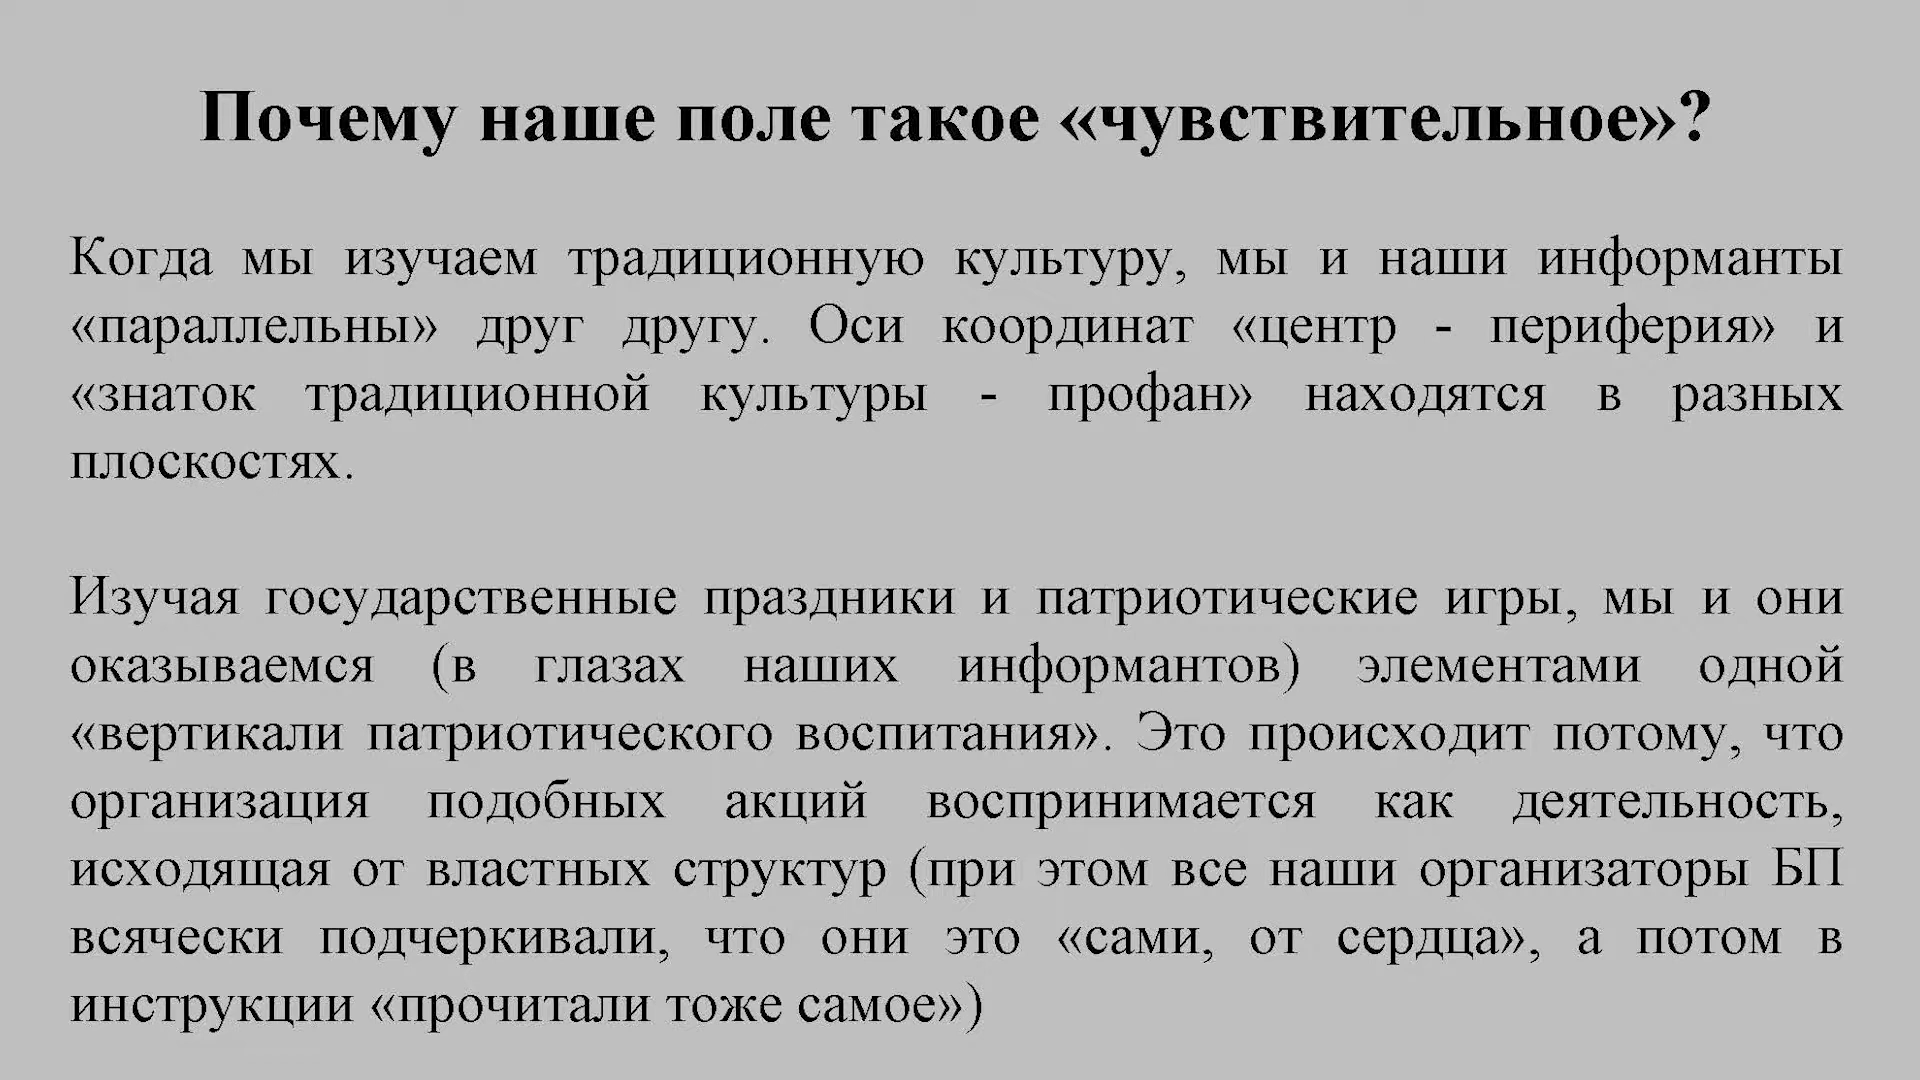 Почему наше поле такое «чувствительное»?
Когда мы изучаем традиционную культуру, мы и наши информанты
«параллельны» друг другу. Оси координат «центр - периферия» и
«знаток традиционной культуры - профан» находятся в разных
плоскостях.
Изучая государственные праздники и патриотические игры, мы и они
оказываемся (в глазах наших информантов) элементами одной
«вертикали патриотического воспитания». Это происходит потому, что
организация подобных акций воспринимается как деятельность,
исходящая от властных структур (при этом все наши организаторы БП
всячески подчеркивали, что они это «сами, от сердца», а потом в
инструкции «прочитали тоже самое»)